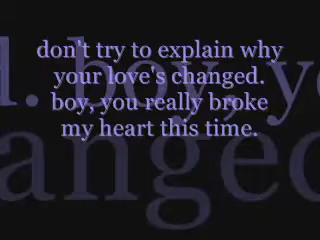 don't try to explain why
your love's changed.
boy, you really broke
my heart this time.